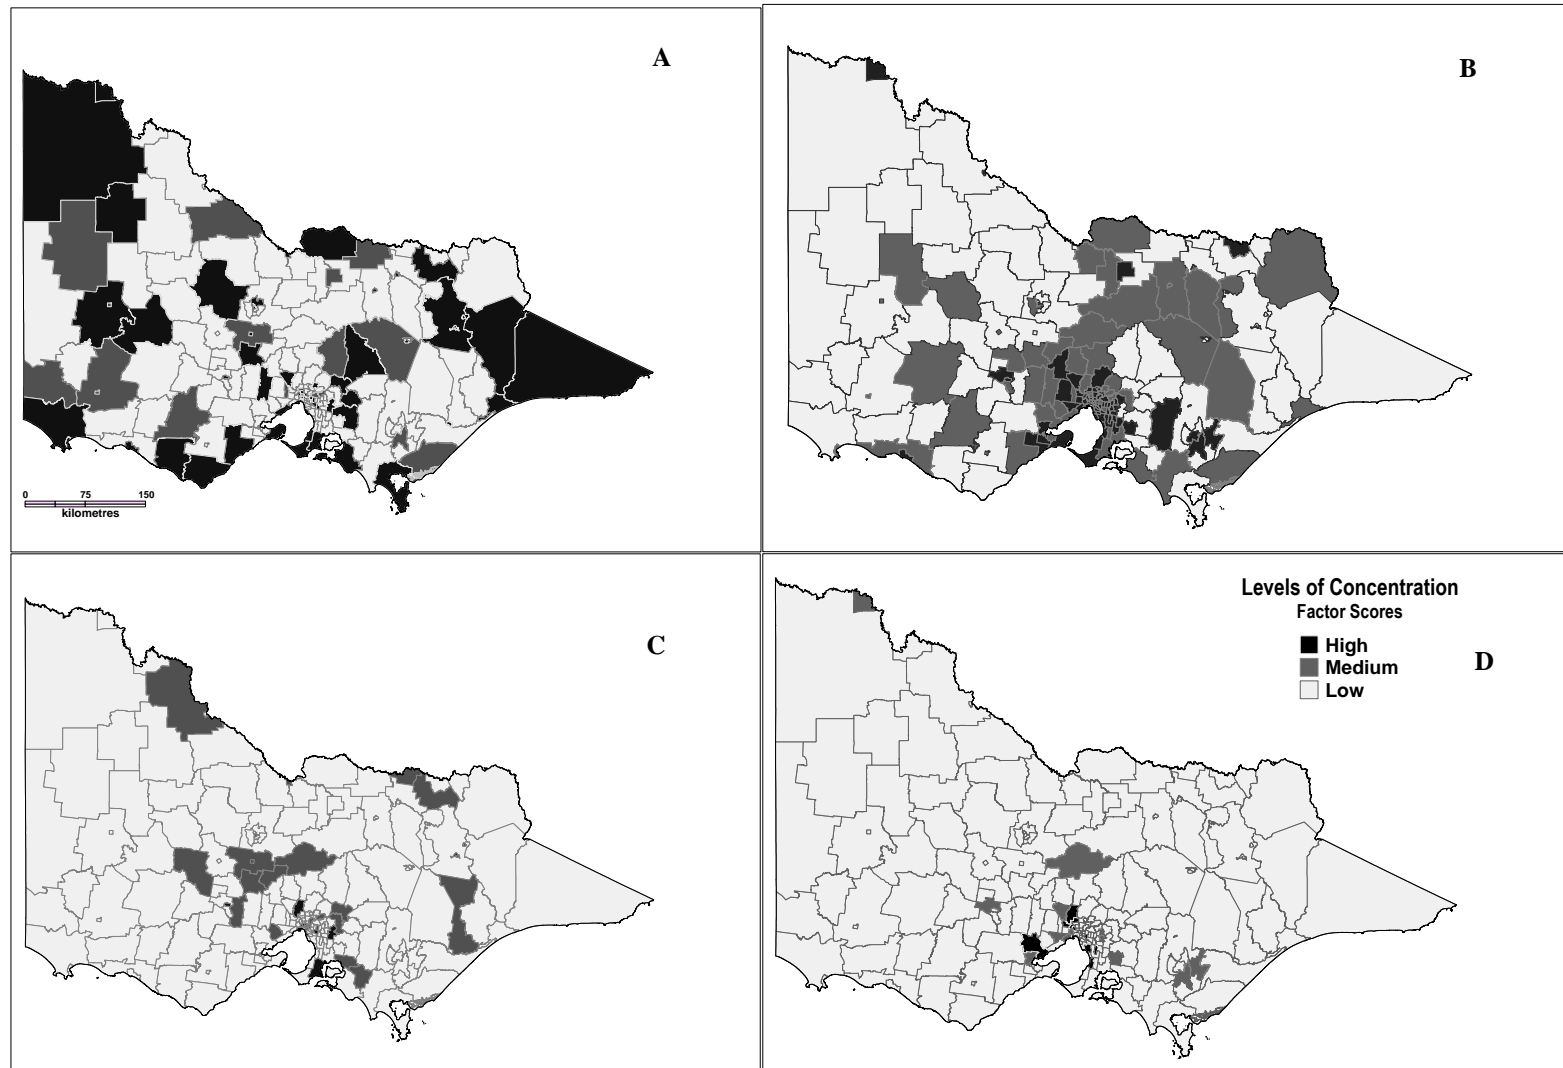 A
B
0 75 150
kilometres
C
Levels of Concentration
Factor Scores
High
Medium
Low
D